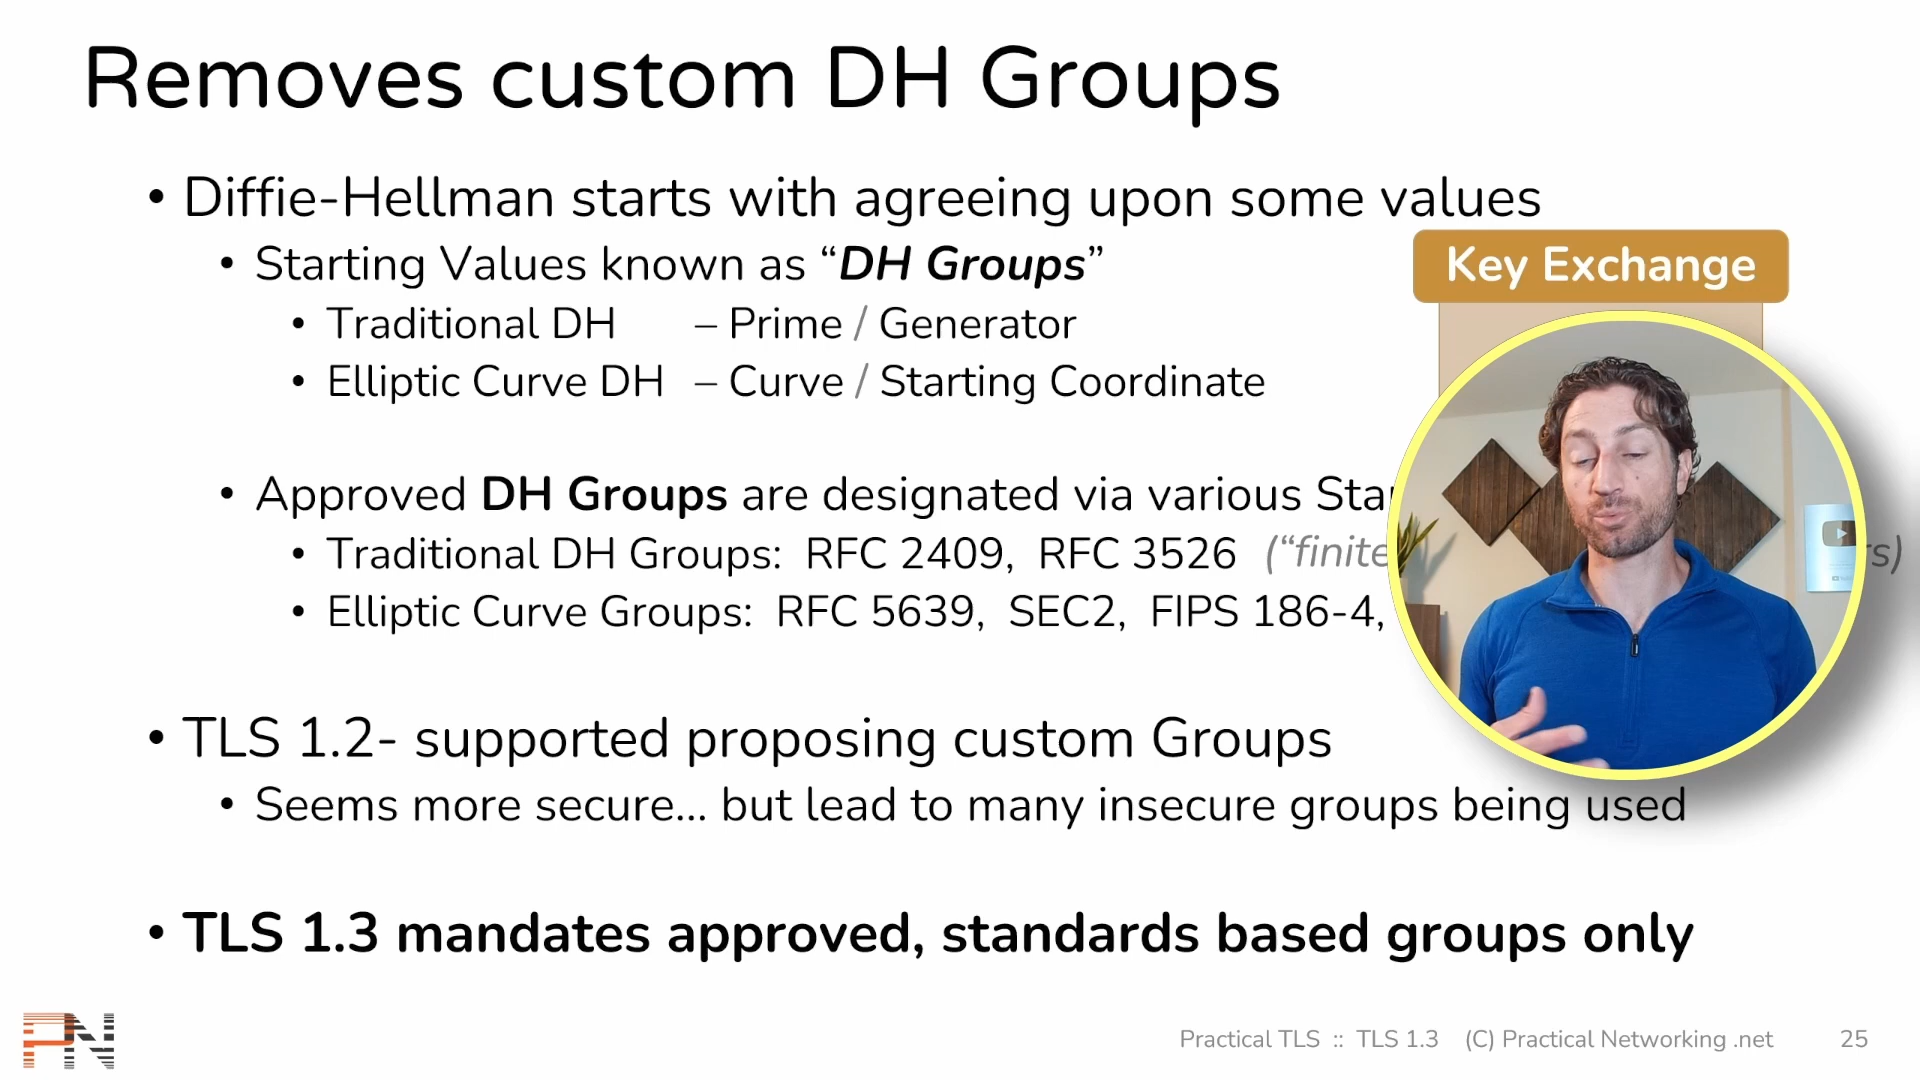 Removes custom DH Groups
• Diffie-Hellman starts with agreeing upon some values
• Starting Values known as “DH Groups”
• Traditional DH – Prime / Generator
• Elliptic Curve DH – Curve / Starting Coordinate
Key Exchange
• Approved DH Groups are designated via various
• Traditional DH Groups: RFC 2409, RFC 3526 (“finite
• Elliptic Curve Groups: RFC 5639, SEC2, FIPS 186-4,
• TLS 1.2- supported proposing custom Groups
• Seems more secure... but lead to many insecure groups being used
• TLS 1.3 mandates approved, standards based groups only
PN
Practical TLS :: TLS 1.3 (C) Practical Networking .net 25